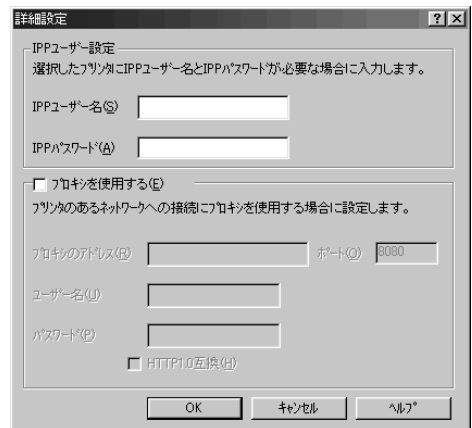 詳細設定
IPPﾕｰｻﾞｰ設定
選択したﾌﾟﾘﾝﾀにIPPﾕｰｻﾞｰ名とIPPﾊﾟｽﾜｰﾄﾞが必要な場合に入力します。
IPPﾕｰｻﾞｰ名(S)
IPPﾊﾟｽﾜｰﾄﾞ(A)
ﾌﾟﾛｷｼを使用する(E)
ﾌﾟﾘﾝﾀのあるﾈｯﾄﾜｰｸへの接続にﾌﾟﾛｷｼを使用する場合に設定します。
ﾌﾟﾛｷｼのｱﾄﾞﾚｽ(R) ﾎﾟｰﾄ(O) 8080
ﾕｰｻﾞｰ名(U)
ﾊﾟｽﾜｰﾄﾞ(P)
HTTP1.0互換(H)
OK ｷｬﾝｾﾙ ﾍﾙﾌﾟ